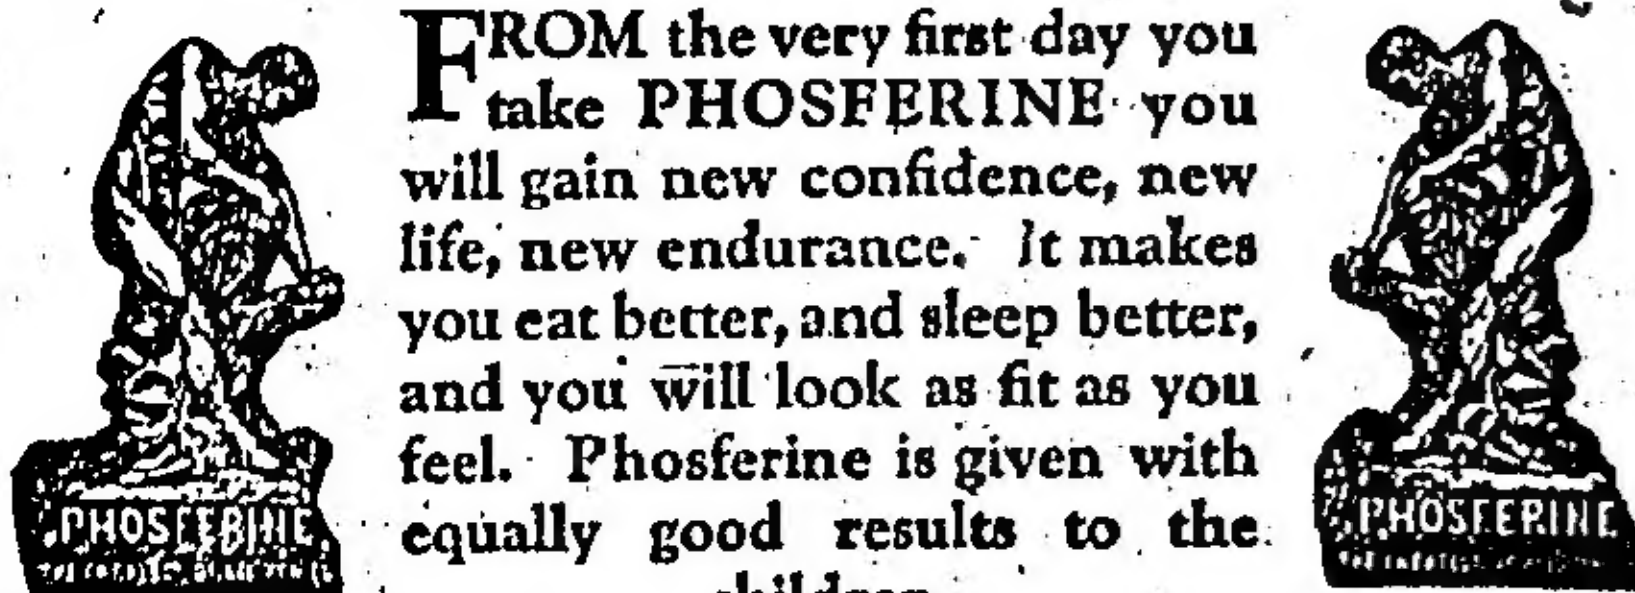 FROM the very first day you
take PHOSFERINE you
will gain new confidence, new
life, new endurance. It makes
you eat better, and sleep better,
and you will look as fit as you
feel. Phosferine is given with
equally good results to the
children
PHOSFERINE
PHOSFERINE